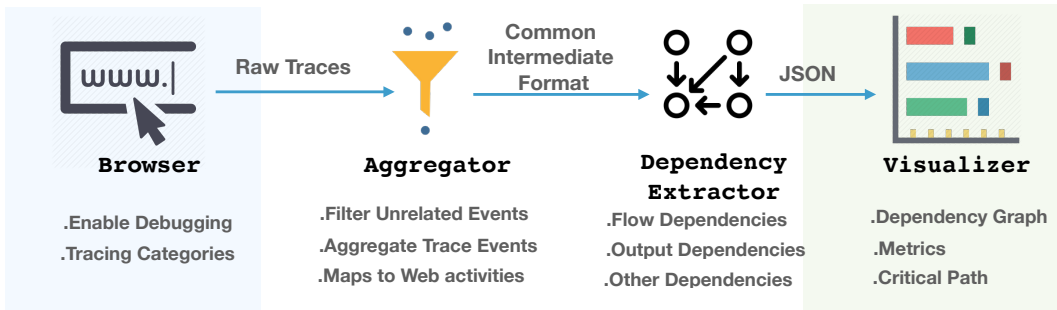 www.
Raw Traces
Common
Intermediate
Format
JSON
Browser
.Enable Debugging
.Tracing Categories
Aggregator
.Filter Unrelated Events
.Aggregate Trace Events
.Maps to Web activities
Dependency
Extractor
.Flow Dependencies
.Output Dependencies
.Other Dependencies
Visualizer
.Dependency Graph
.Metrics
.Critical Path